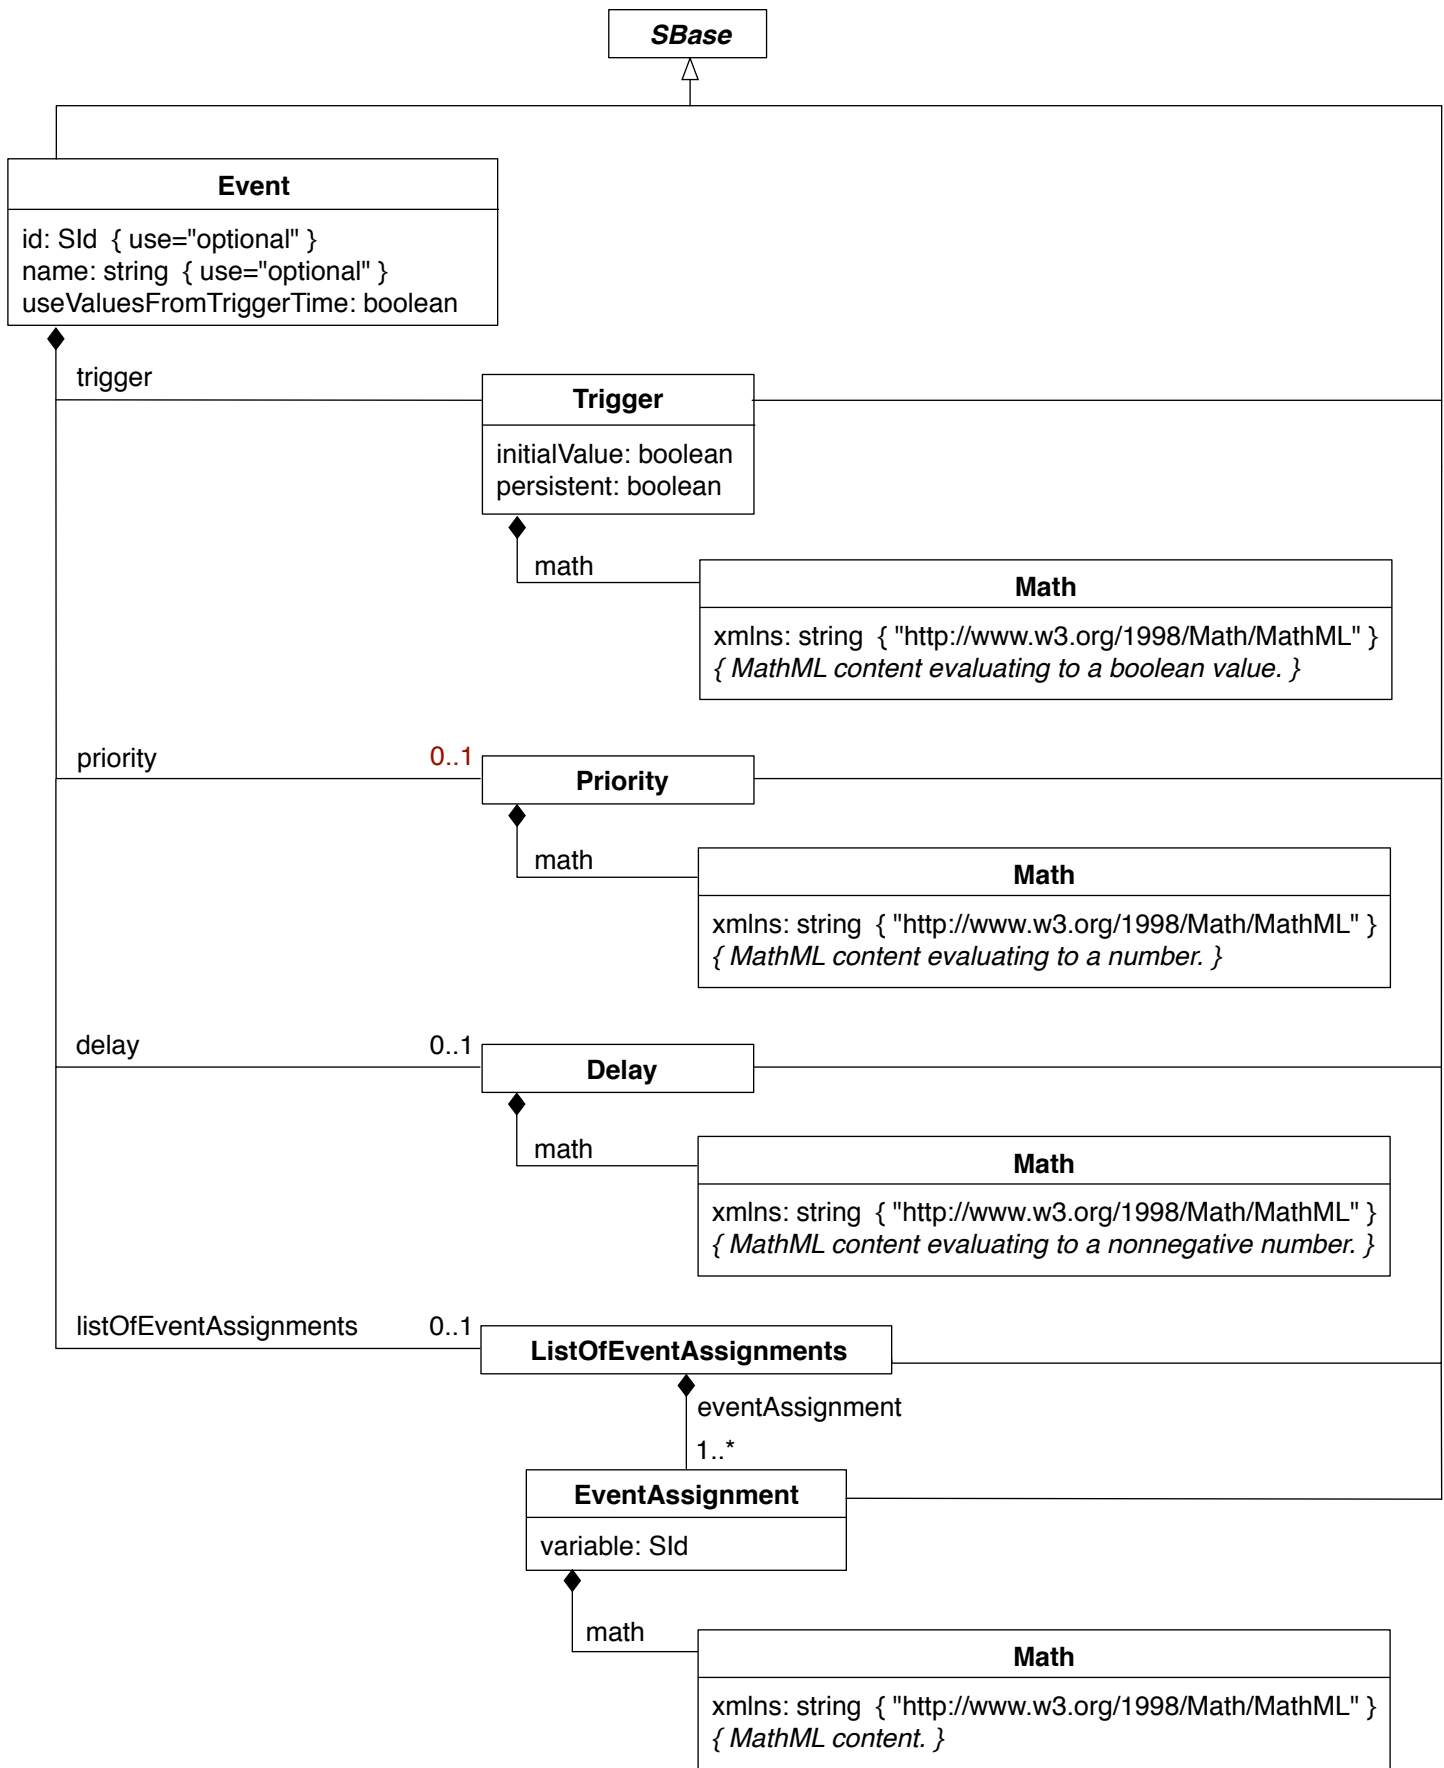 SBase
Event
id: SId { use="optional" }
name: string { use="optional" }
useValuesFromTriggerTime: boolean
trigger
Trigger
initialValue: boolean
persistent: boolean
math
Math
xmlns: string { "http://www.w3.org/1998/Math/MathML" }
{ MathML content evaluating to a boolean value. }
priority 0..1
Priority
math
Math
xmlns: string { "http://www.w3.org/1998/Math/MathML" }
{ MathML content evaluating to a number. }
delay 0..1
Delay
math
Math
xmlns: string { "http://www.w3.org/1998/Math/MathML" }
{ MathML content evaluating to a nonnegative number. }
listOfEventAssignments 0..1
ListOfEventAssignments
eventAssignment
1..*
EventAssignment
variable: SId
math
Math
xmlns: string { "http://www.w3.org/1998/Math/MathML" }
{ MathML content. }